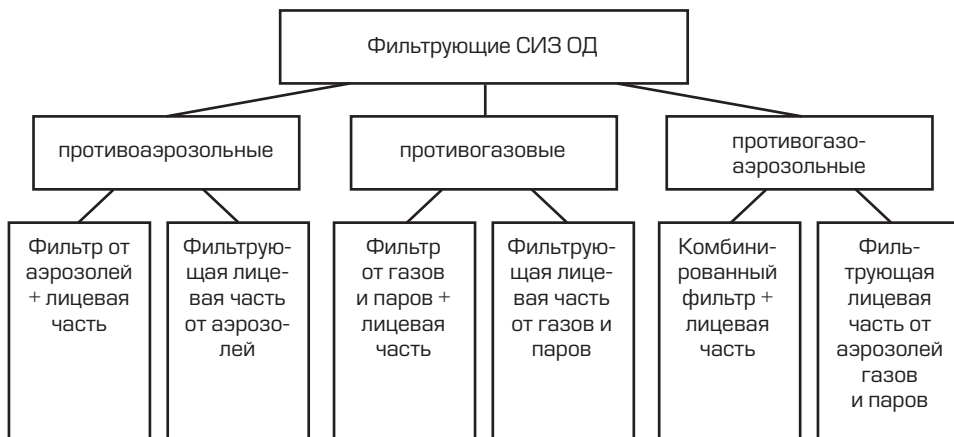 Фильтрующие СИЗ ОД
противоаэрозольные
противогазовые
противогазо-
аэрозольные
Фильтр от
аэрозолей
+ лицевая
часть
Фильтрую-
щая лице-
вая часть
от аэрозо-
лей
Фильтр
от газов
и паров +
лицевая
часть
Фильтрую-
щая лице-
вая часть
от газов и
паров
Комбини-
рованный
фильтр +
лицевая
часть
Филь-
трующая
лицевая
часть от
аэрозолей
газов
и паров